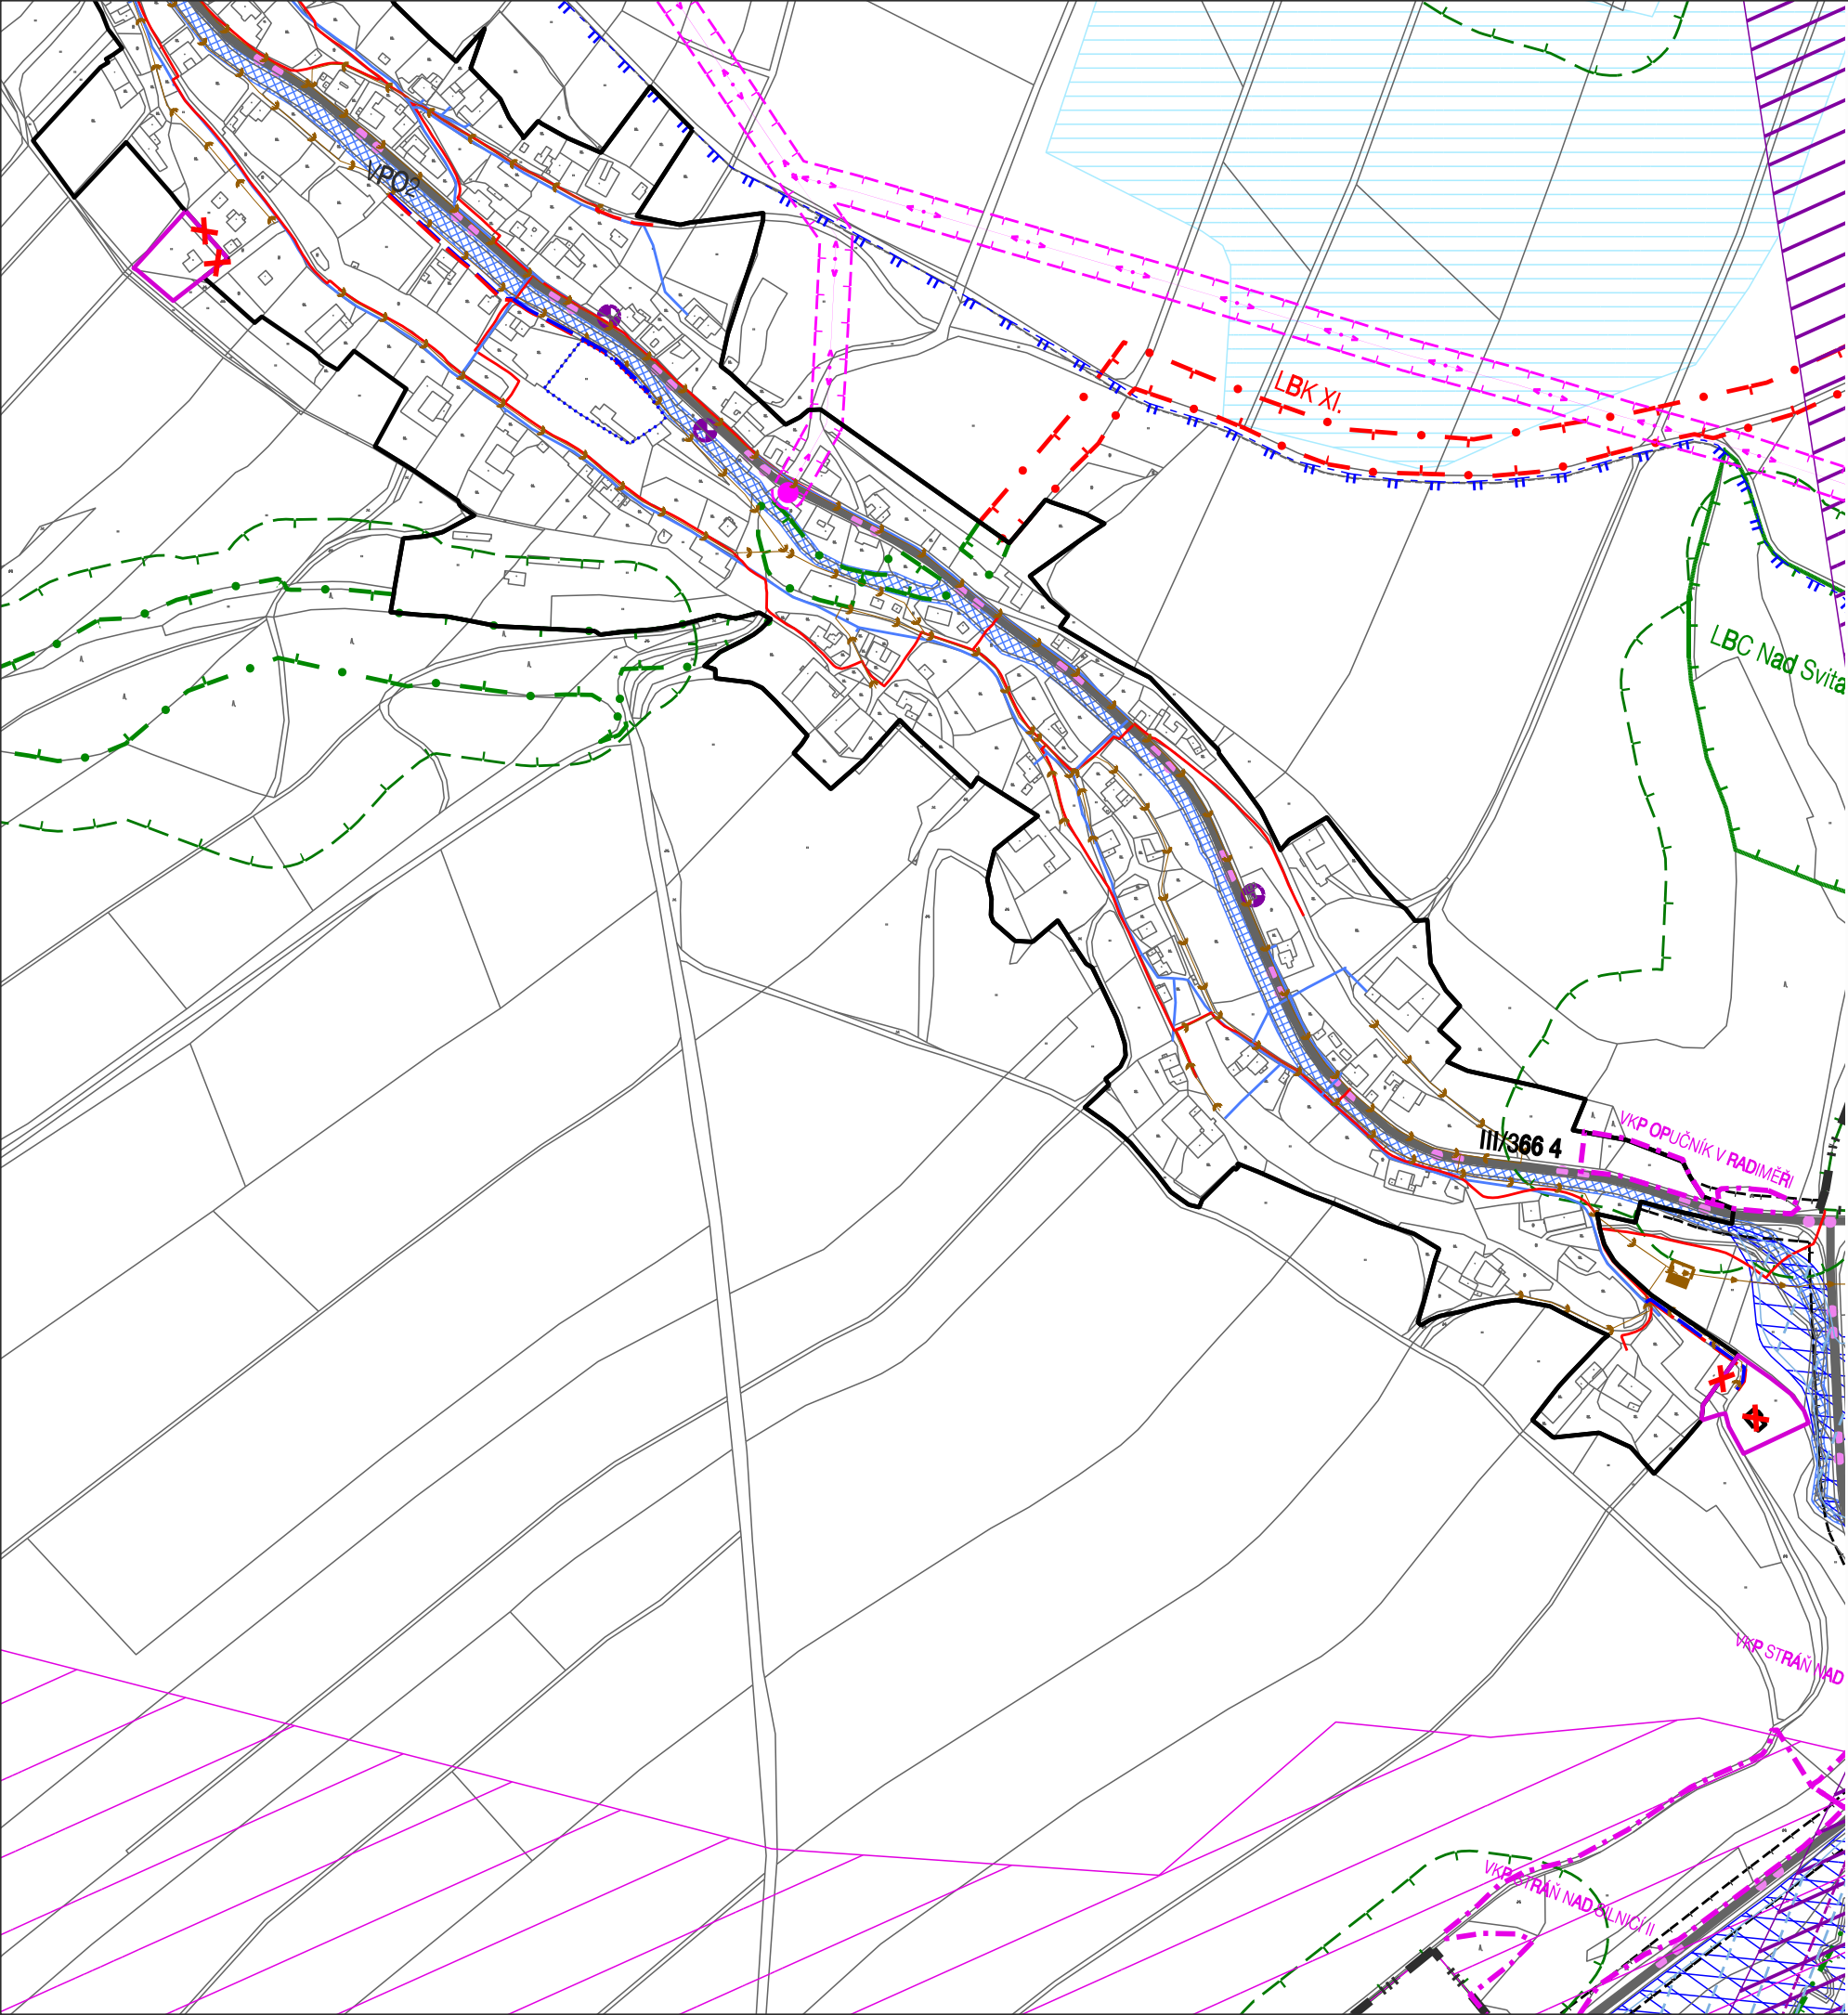 VPO2
LBK XI.
LBC Nad Svita
III/366 4
VKP OPUČNÍK V RADIMĚŘI
VKP STRÁŇ NAD
VKP STRÁŇ NAD SILNICÍ II